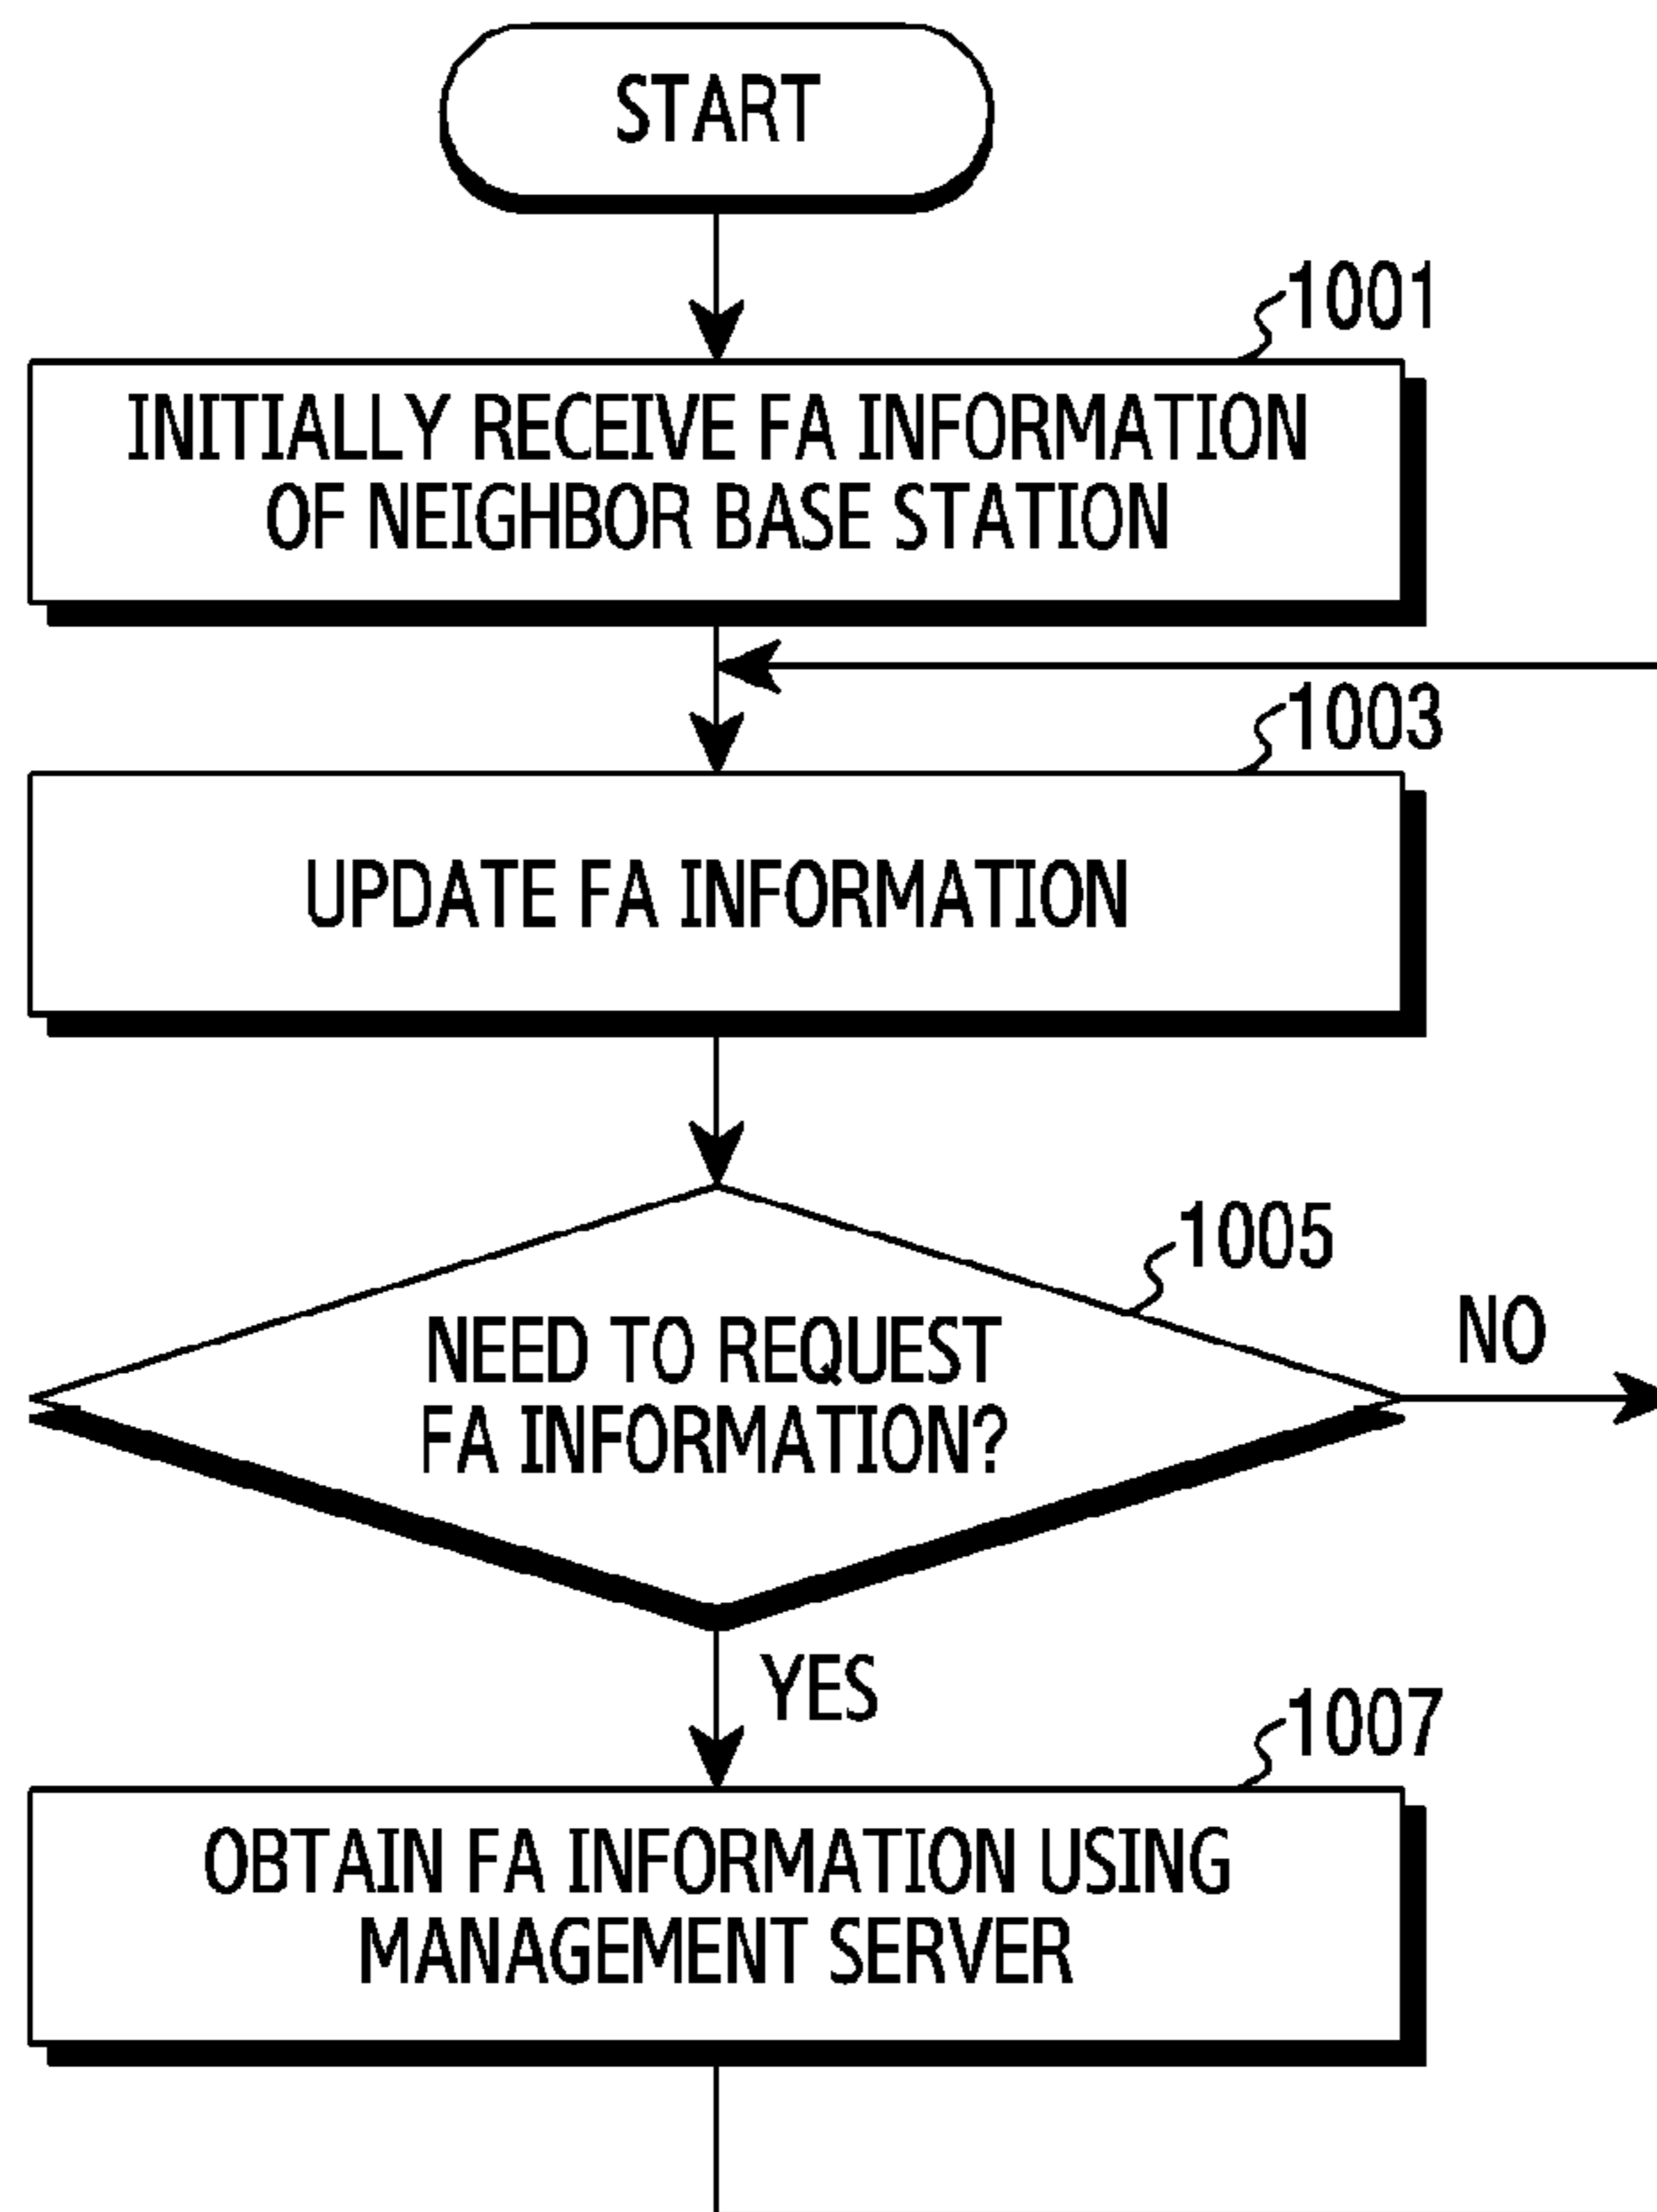 START
1001
INITIALLY RECEIVE FA INFORMATION
OF NEIGHBOR BASE STATION
1003
UPDATE FA INFORMATION
1005
NEED TO REQUEST
FA INFORMATION?
NO
YES
1007
OBTAIN FA INFORMATION USING
MANAGEMENT SERVER